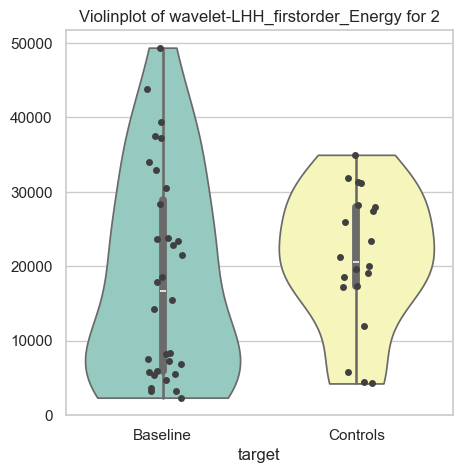 Violinplot of wavelet-LHH_firstorder_Energy for 2
50000
40000
30000
20000
10000
0
Baseline
Controls
target